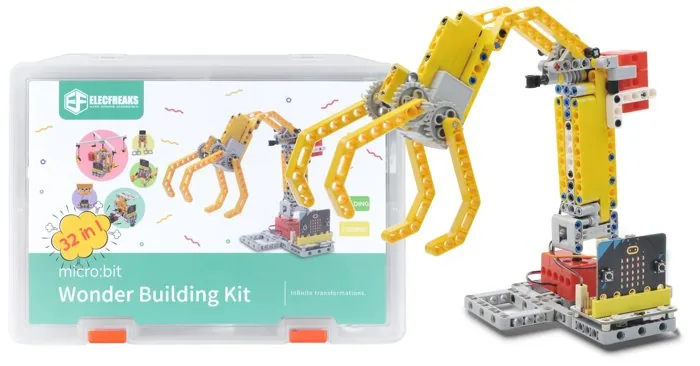 ELECFREAKS
32 in 1
micro:bit
Wonder Building Kit
Infinite transformations.